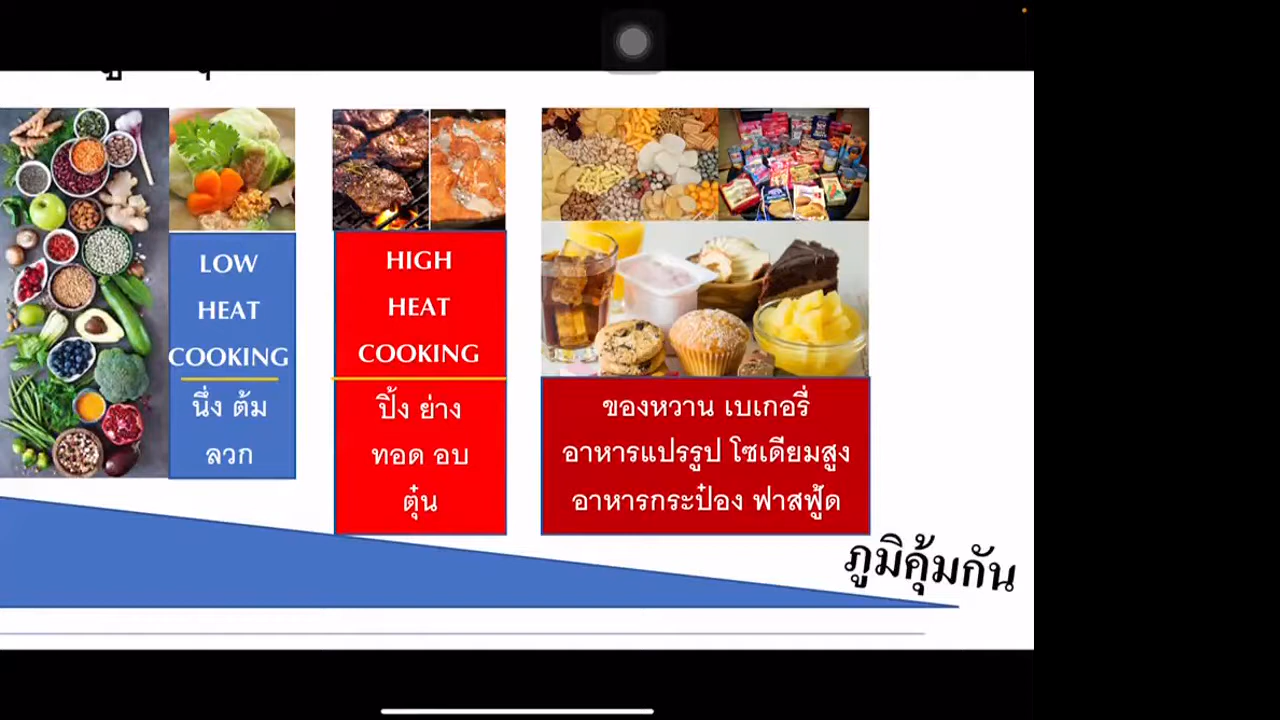 LOW
HEAT
COOKING
นึ่ง ต้ม
ลวก
HIGH
HEAT
COOKING
ปิ้ง ย่าง
ทอด อบ
ตุ๋น
ของหวาน เบเกอรี่
อาหารแปรรูป โซเดียมสูง
อาหารกระป๋อง ฟาสฟู้ด
ภูมิคุ้มกัน